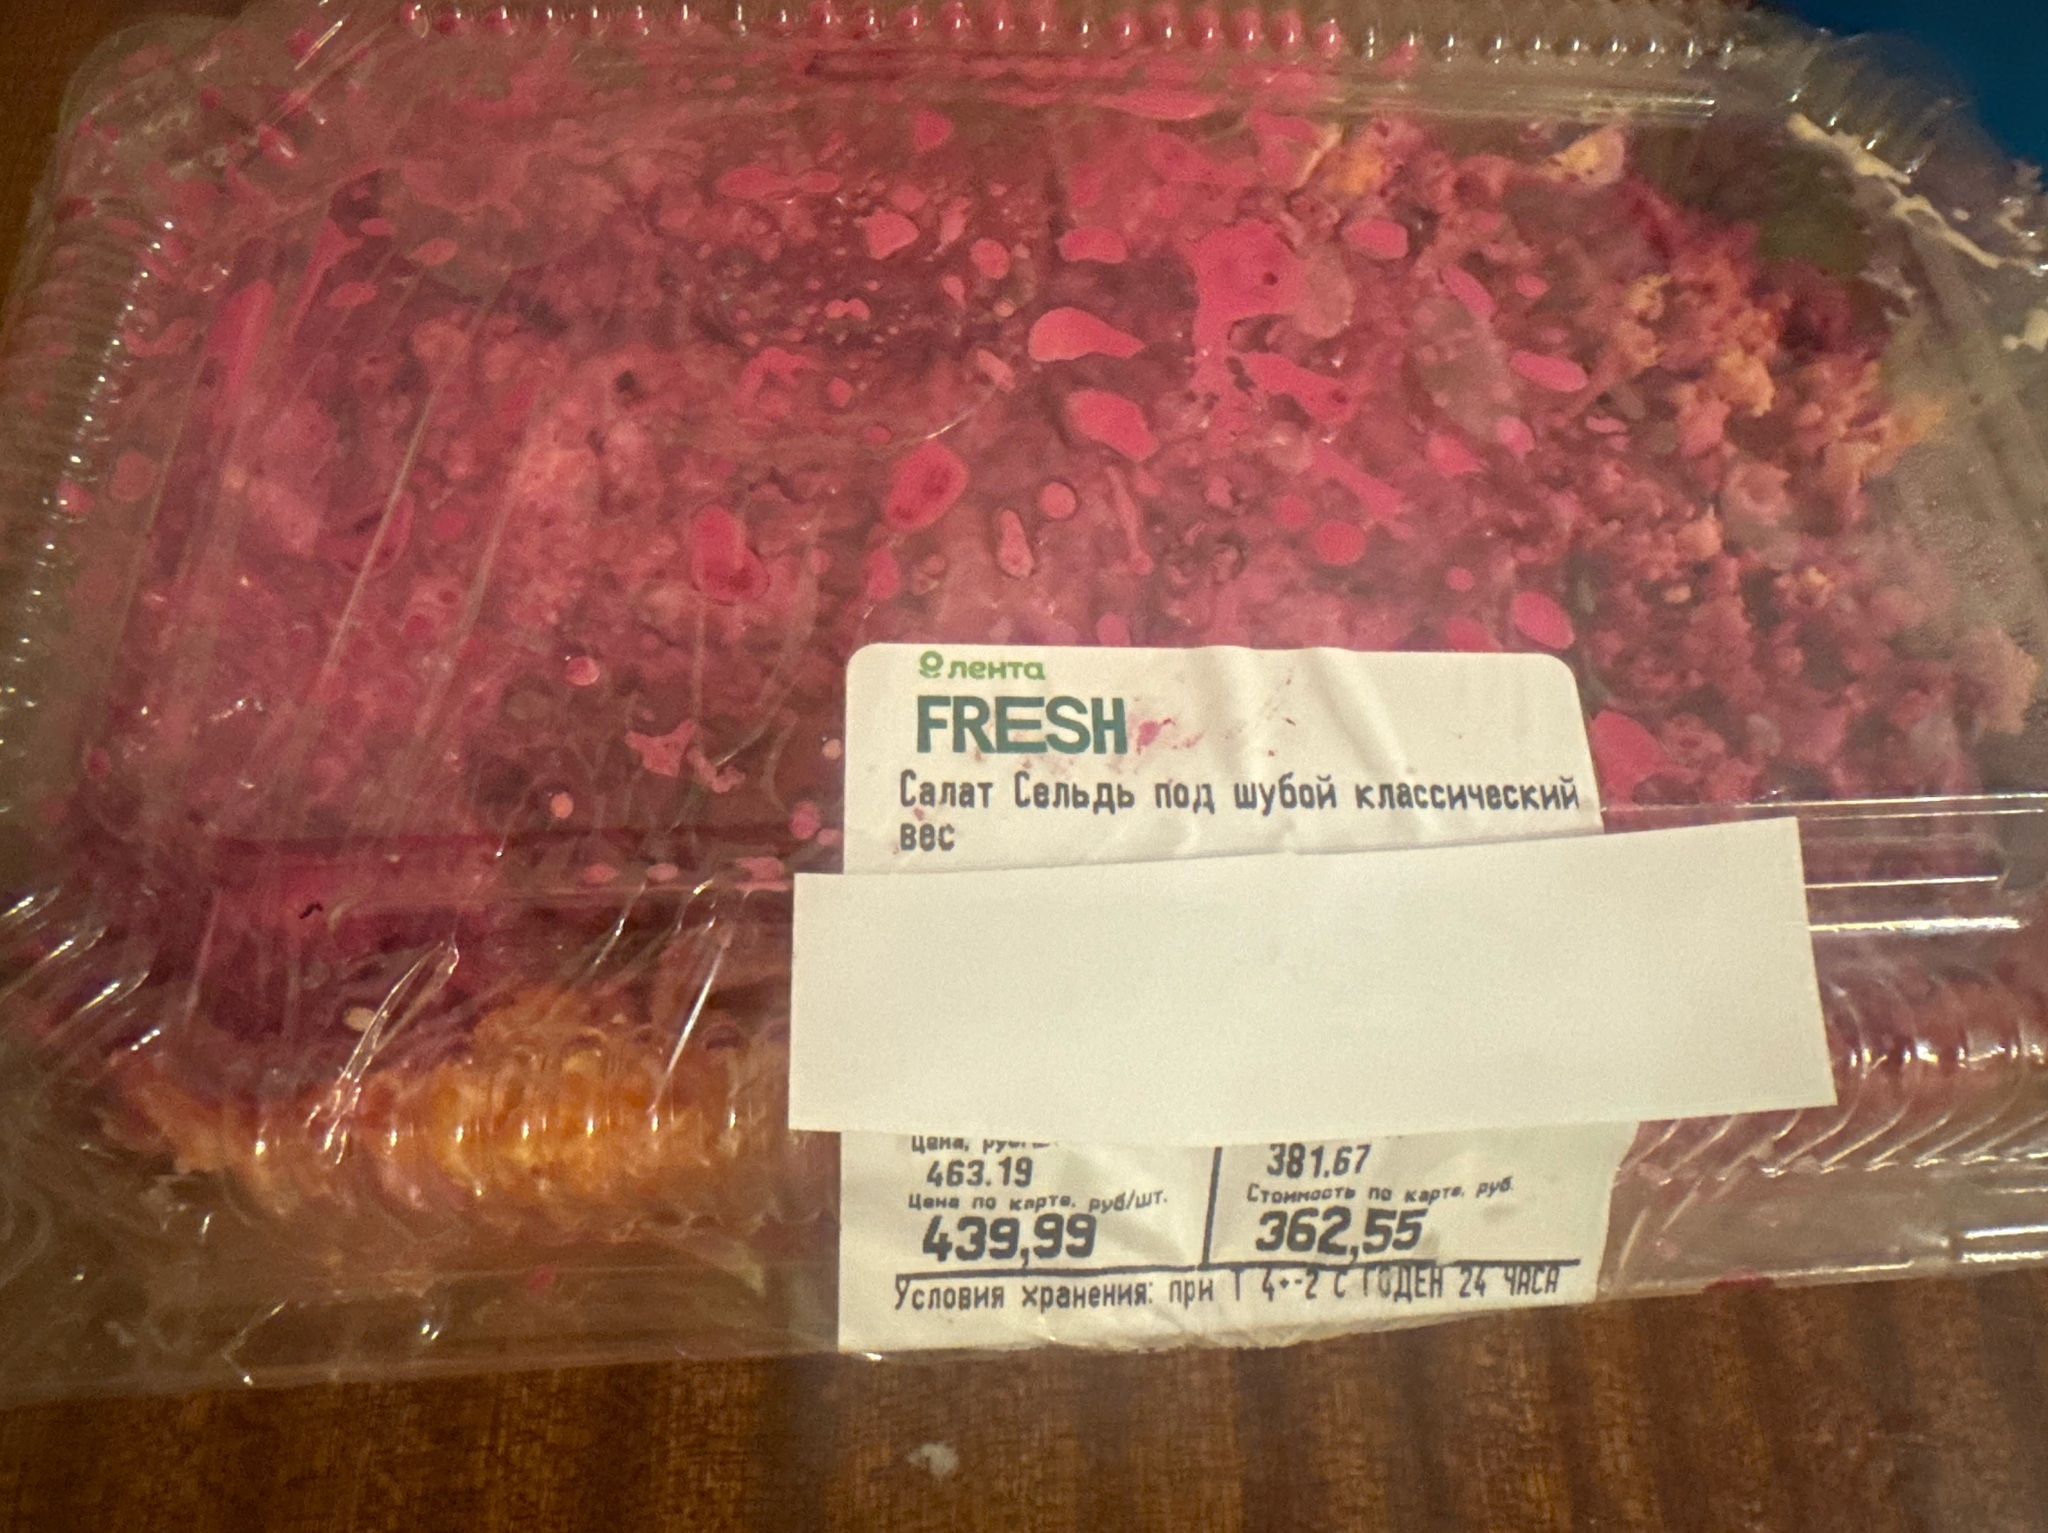 лента
FRESH
Салат Сельдь под шубой классический
вес
Цена,
463.19
381.67
Цена по карте, руб/шт.
Стоимость по карте, руб.
439,99
362,55
Условия хранения: при T 4+-2 С ГОДЕН 24 ЧАСА